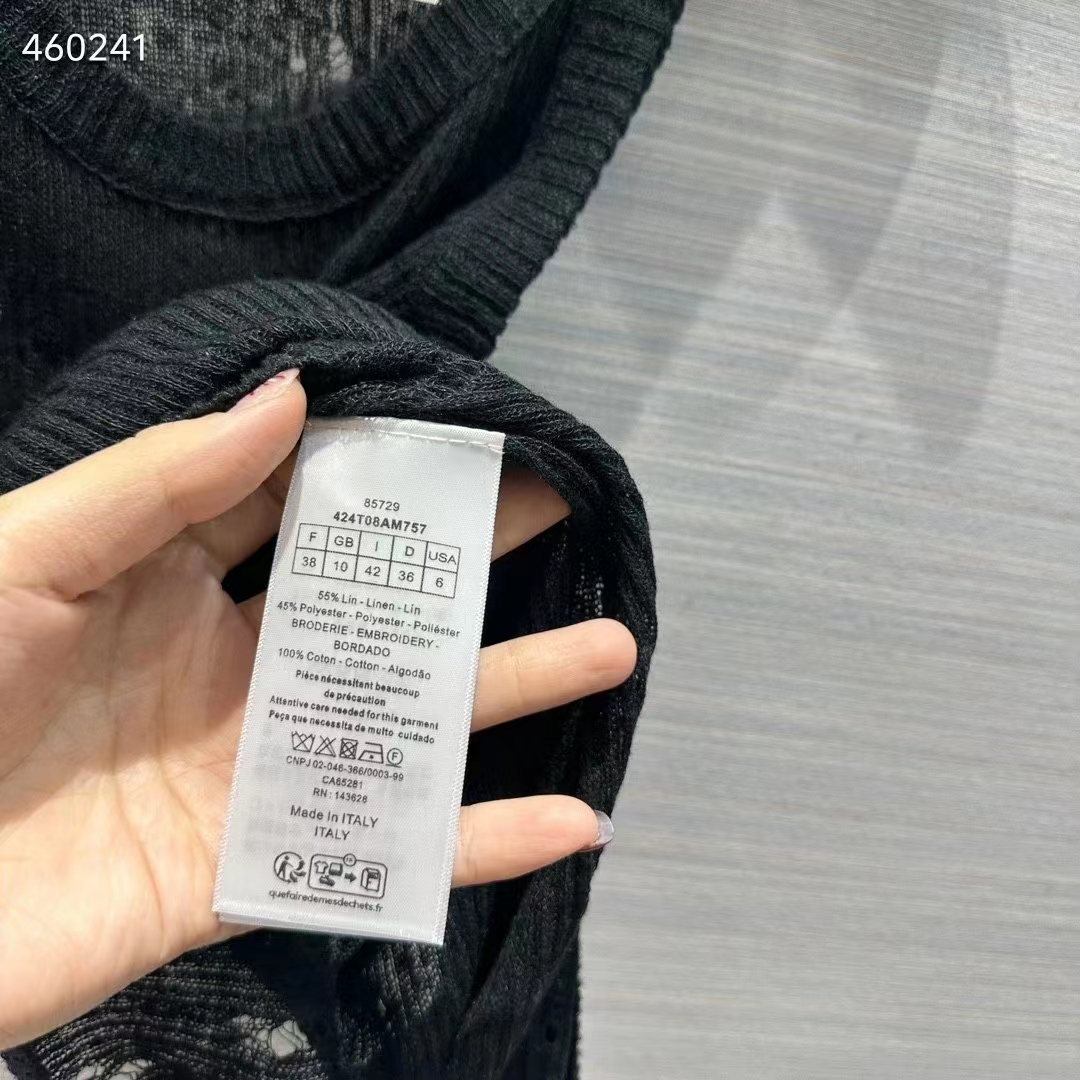 460241
85729
424T08AM757
F GB I D USA
38 10 42 36 6
55% Lin - Linen - Lin
45% Polyester - Polyester - Poliéster
BRODERIE - EMBROIDERY -
BORDADO
100% Coton - Cotton - Algodão
Pièce nécessitant beaucoup
de précaution
Attentive care needed for this garment
Peça que necessita de muito cuidado
F
CNPJ 02-046-366/0003-99
CA65281
RN : 143628
Made in ITALY
ITALY
FR
quefairedemesdechets.fr